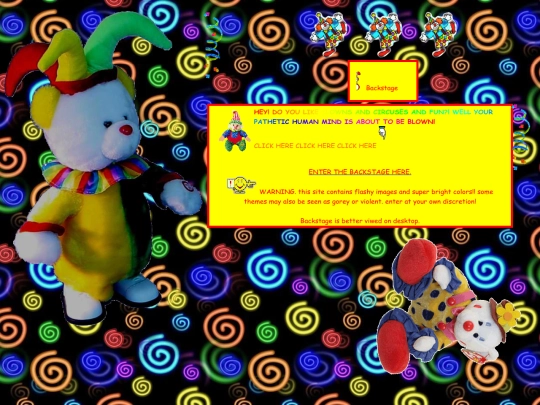 Backstage
HEY! DO YOU LIKE AND CIRCUSES AND FUN?! WELL YOUR
PATHETIC HUMAN MIND IS ABOUT TO BE BLOWN!!
CLICK HERE CLICK HERE CLICK HERE
ENTER THE BACKSTAGE HERE.
WARNING. this site contains flashy images and super bright colors!! some
themes may also be seen as gorey or violent. enter at your own discretion!
Backstage is better viwed on desktop.